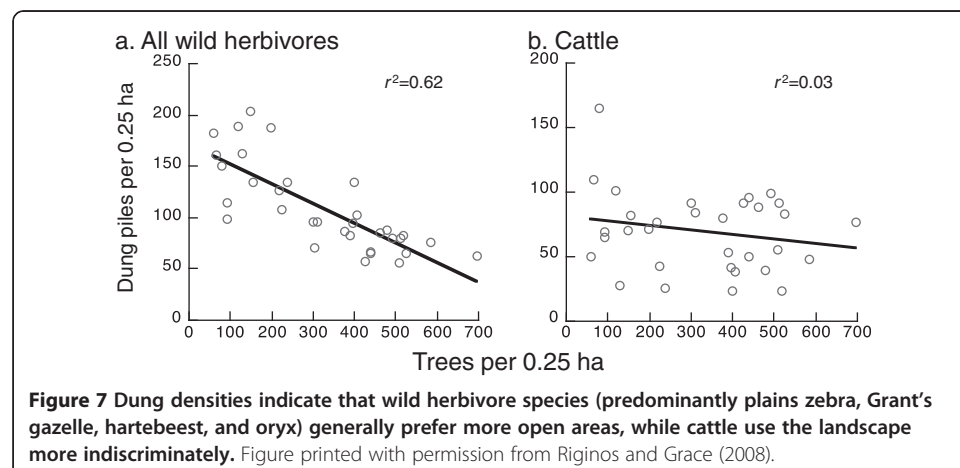 a. All wild herbivores
250
200
150
100
50
0
r²=0.62
0 100 200 300 400 500 600 700
b. Cattle
200
150
100
50
0
r²=0.03
0 100 200 300 400 500 600 700
Dung piles per 0.25 ha
Trees per 0.25 ha
Figure 7 Dung densities indicate that wild herbivore species (predominantly plains zebra, Grant's
gazelle, hartebeest, and oryx) generally prefer more open areas, while cattle use the landscape
more indiscriminately. Figure printed with permission from Riginos and Grace (2008).